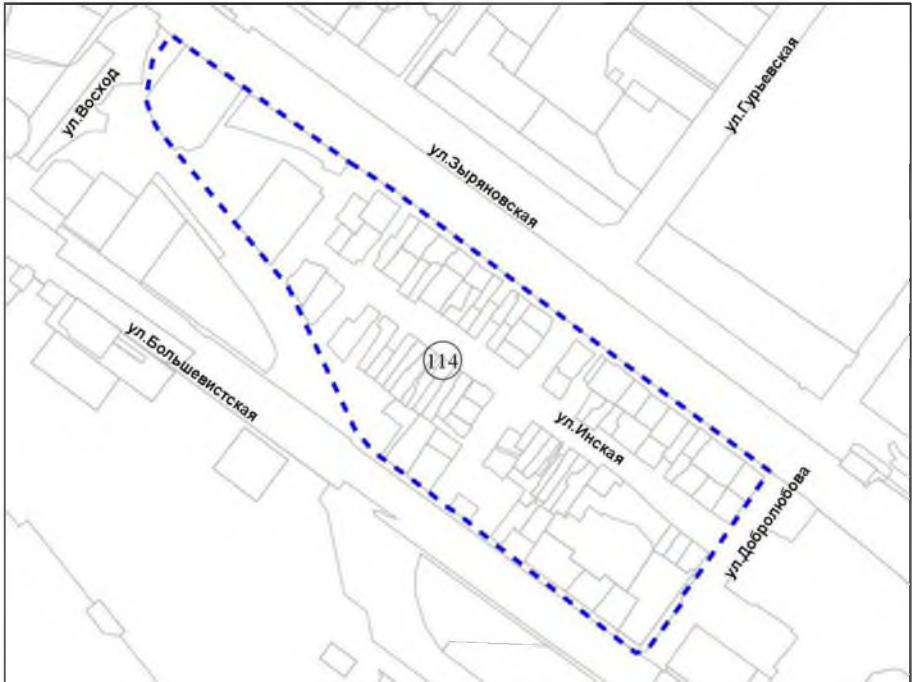 ул.Восход
ул.Гурьевская
ул.Зыряновская
ул.Большевистская
114
ул.Инская
ул.Добролюбова